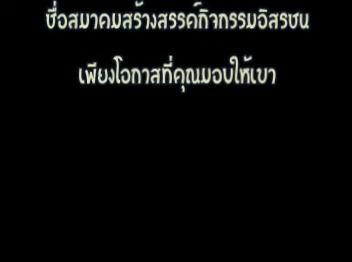 ชื่อสมาคมสร้างสรรค์กิจกรรมอิสรชน
เพียงโอกาสที่คุณมอบให้เขา